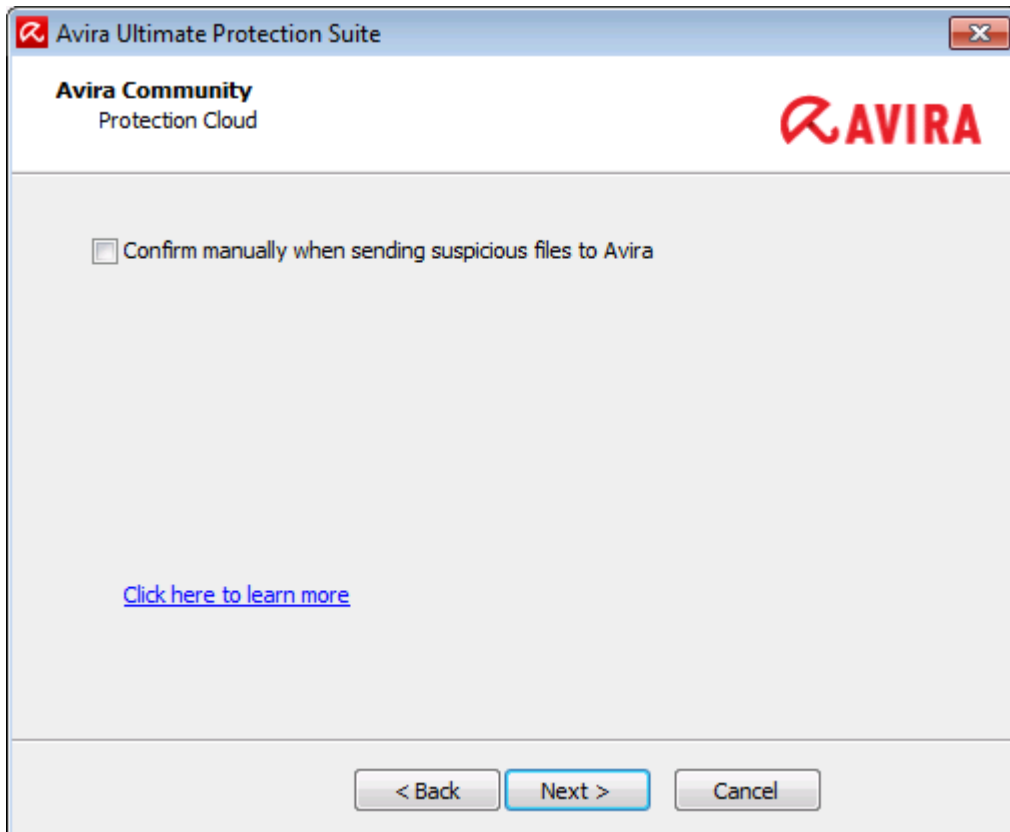 Avira Ultimate Protection Suite
Avira Community
Protection Cloud
AVIRA
Confirm manually when sending suspicious files to Avira
Click here to learn more
< Back
Next >
Cancel